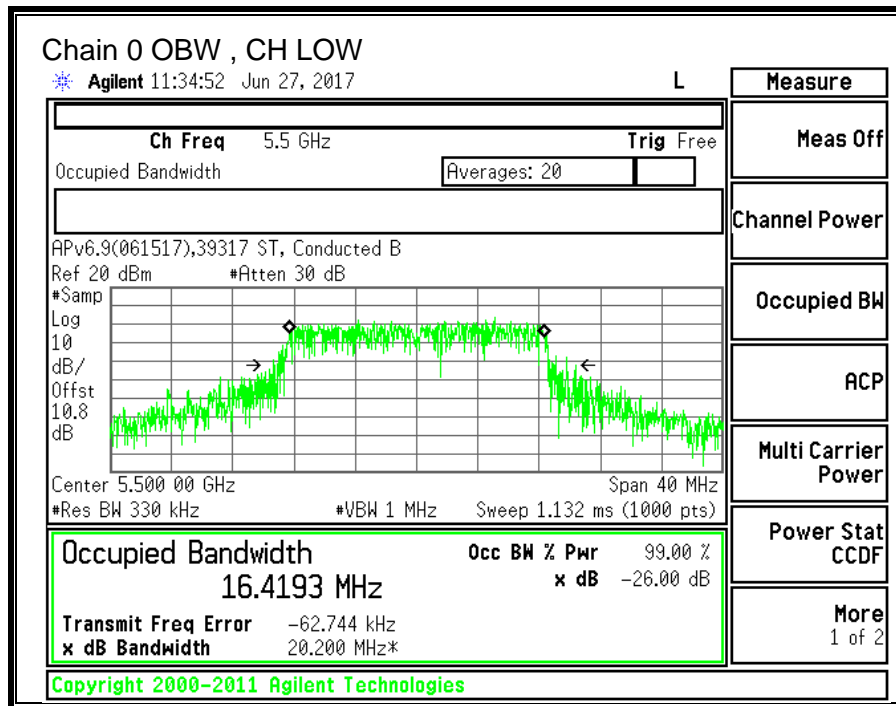 Chain 0 OBW , CH LOW
Agilent 11:34:52 Jun 27, 2017 L Measure
Ch Freq 5.5 GHz Trig Free
Meas Off
Occupied Bandwidth Averages: 20
Channel Power
APv6.9(061517),39317 ST, Conducted B
Ref 20 dBm #Atten 30 dB
#Samp
Log
10
dB/
Offst
10.8
dB
Occupied BW
ACP
Multi Carrier
Power
Center 5.500 00 GHz Span 40 MHz
#Res BW 330 kHz #VBW 1 MHz Sweep 1.132 ms (1000 pts)
Power Stat
CCDF
Occupied Bandwidth Occ BW % Pwr 99.00 %
16.4193 MHz x dB -26.00 dB
Transmit Freq Error -62.744 kHz
x dB Bandwidth 20.200 MHz*
More
1 of 2
Copyright 2000-2011 Agilent Technologies